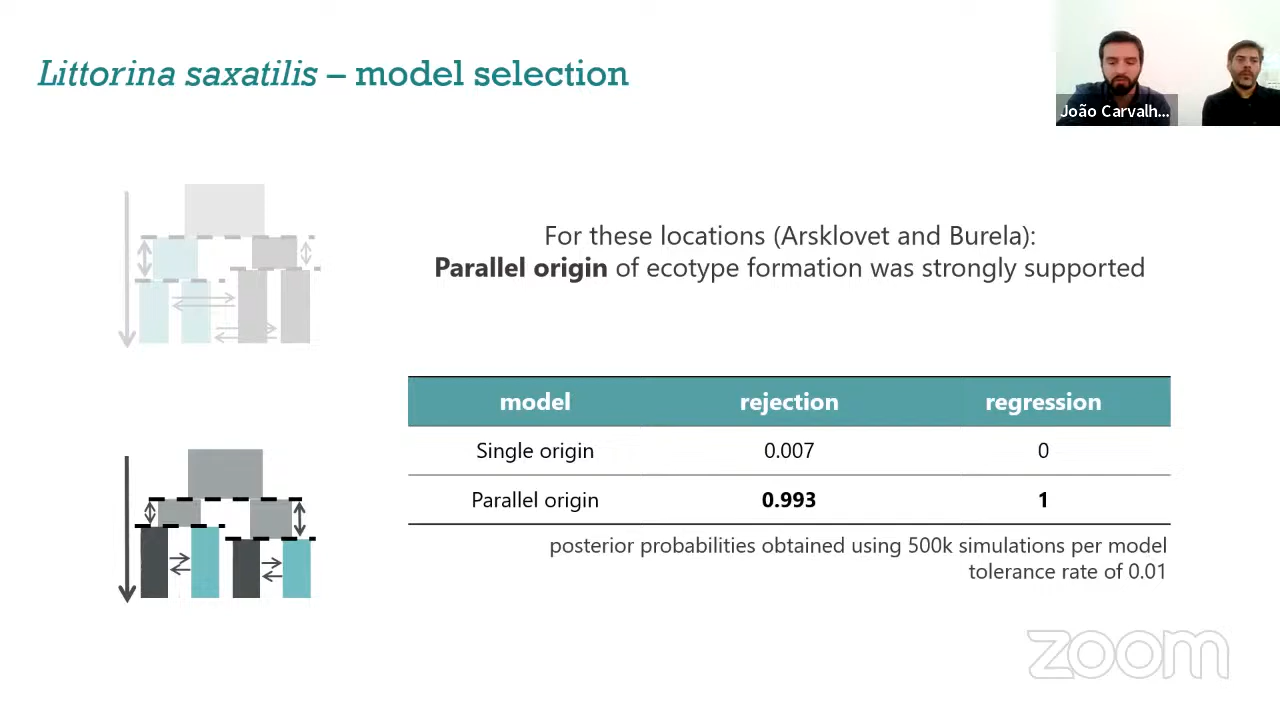 Littorina saxatilis – model selection
João Carvalh...
For these locations (Arsklovet and Burela):
Parallel origin of ecotype formation was strongly supported
model rejection regression
Single origin 0.007 0
Parallel origin 0.993 1
posterior probabilities obtained using 500k simulations per model
tolerance rate of 0.01
zoom